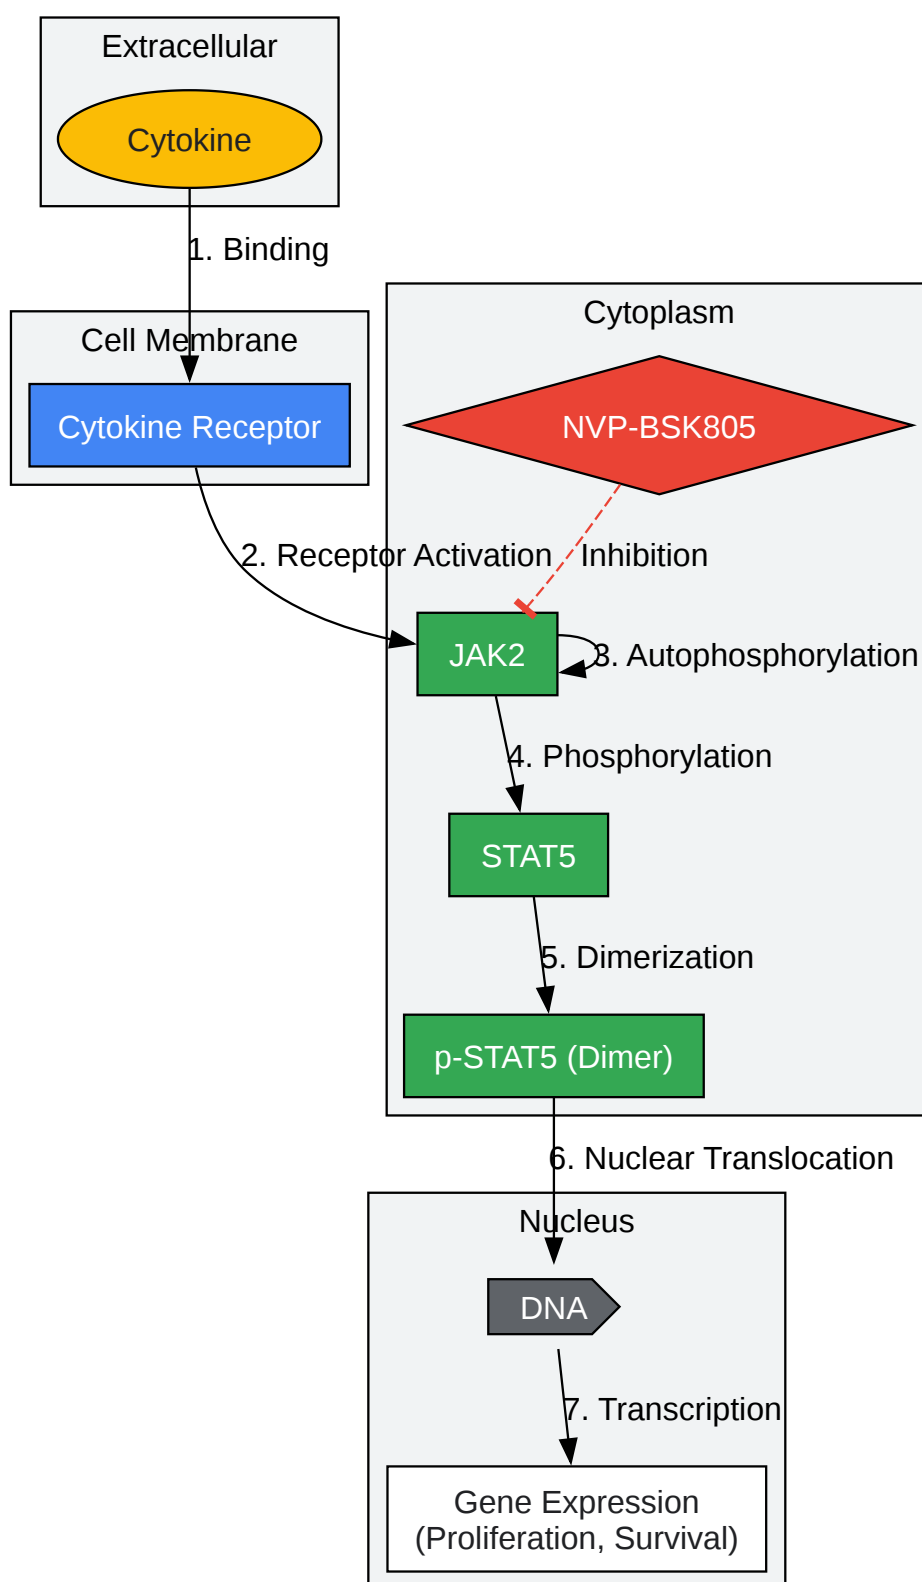 Extracellular
Cytokine
1. Binding
Cell Membrane
Cytokine Receptor
Cytoplasm
NVP-BSK805
2. Receptor Activation
Inhibition
JAK2
3. Autophosphorylation
4. Phosphorylation
STAT5
5. Dimerization
p-STAT5 (Dimer)
6. Nuclear Translocation
Nucleus
DNA
7. Transcription
Gene Expression
(Proliferation, Survival)